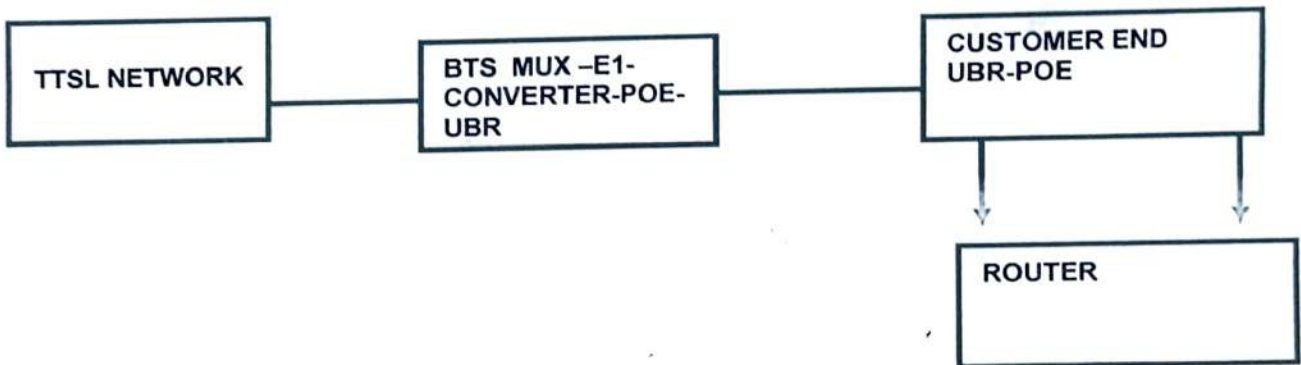 TTSL NETWORK
BTS MUX –E1-
CONVERTER-POE-
UBR
CUSTOMER END
UBR-POE
ROUTER